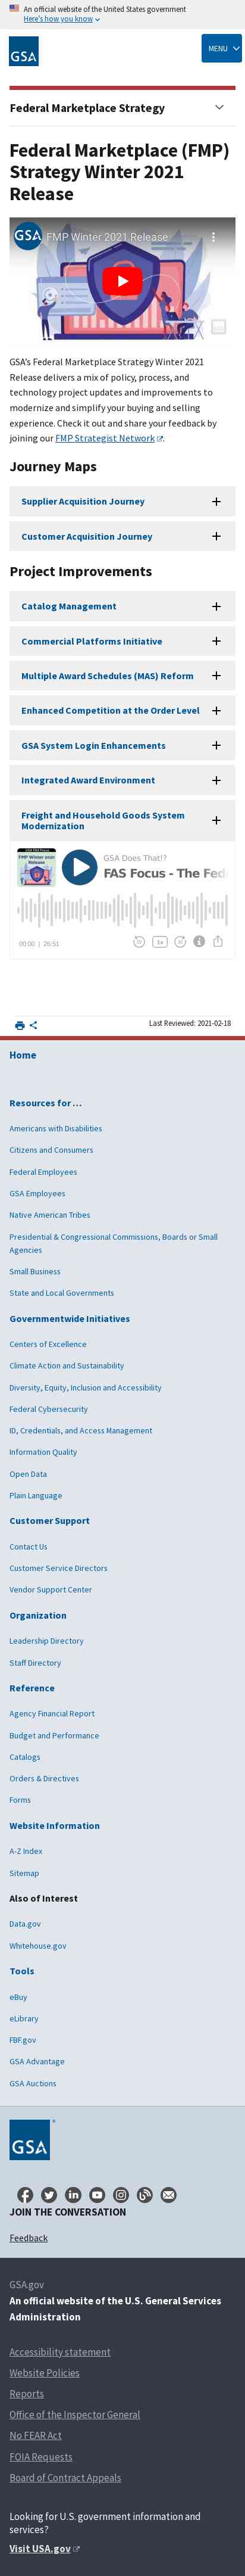 An official website of the United States government
Here's how you know
GSA
MENU
Federal Marketplace Strategy
Federal Marketplace (FMP)
Strategy Winter 2021
Release
GSA
FMP Winter 2021 Release
GSA's Federal Marketplace Strategy Winter 2021
Release delivers a mix of policy, process, and
technology project updates and improvements to
modernize and simplify your buying and selling
experience. Check it out and share your feedback
by joining our FMP Strategist Network.
Journey Maps
Supplier Acquisition Journey
Customer Acquisition Journey
Project Improvements
Catalog Management
Commercial Platforms Initiative
Multiple Award Schedules (MAS) Reform
Enhanced Competition at the Order Level
GSA System Login Enhancements
Integrated Award Environment
Freight and Household Goods System
Modernization
FMP Winter 2021
Release
GSA Does That!?
FAS Focus - The Fede
00:00 | 26:51
1x
Last Reviewed: 2021-02-18
Home
Resources for …
Americans with Disabilities
Citizens and Consumers
Federal Employees
GSA Employees
Native American Tribes
Presidential & Congressional Commissions, Boards or Small
Agencies
Small Business
State and Local Governments
Governmentwide Initiatives
Centers of Excellence
Climate Action and Sustainability
Diversity, Equity, Inclusion and Accessibility
Federal Cybersecurity
ID, Credentials, and Access Management
Information Quality
Open Data
Plain Language
Customer Support
Contact Us
Customer Service Directors
Vendor Support Center
Organization
Leadership Directory
Staff Directory
Reference
Agency Financial Report
Budget and Performance
Catalogs
Orders & Directives
Forms
Website Information
A-Z Index
Sitemap
Also of Interest
Data.gov
Whitehouse.gov
Tools
eBuy
eLibrary
FBF.gov
GSA Advantage
GSA Auctions
GSA
JOIN THE CONVERSATION
Feedback
GSA.gov
An official website of the U.S. General Services
Administration
Accessibility statement
Website Policies
Reports
Office of the Inspector General
No FEAR Act
FOIA Requests
Board of Contract Appeals
Looking for U.S. government information and
services?
Visit USA.gov